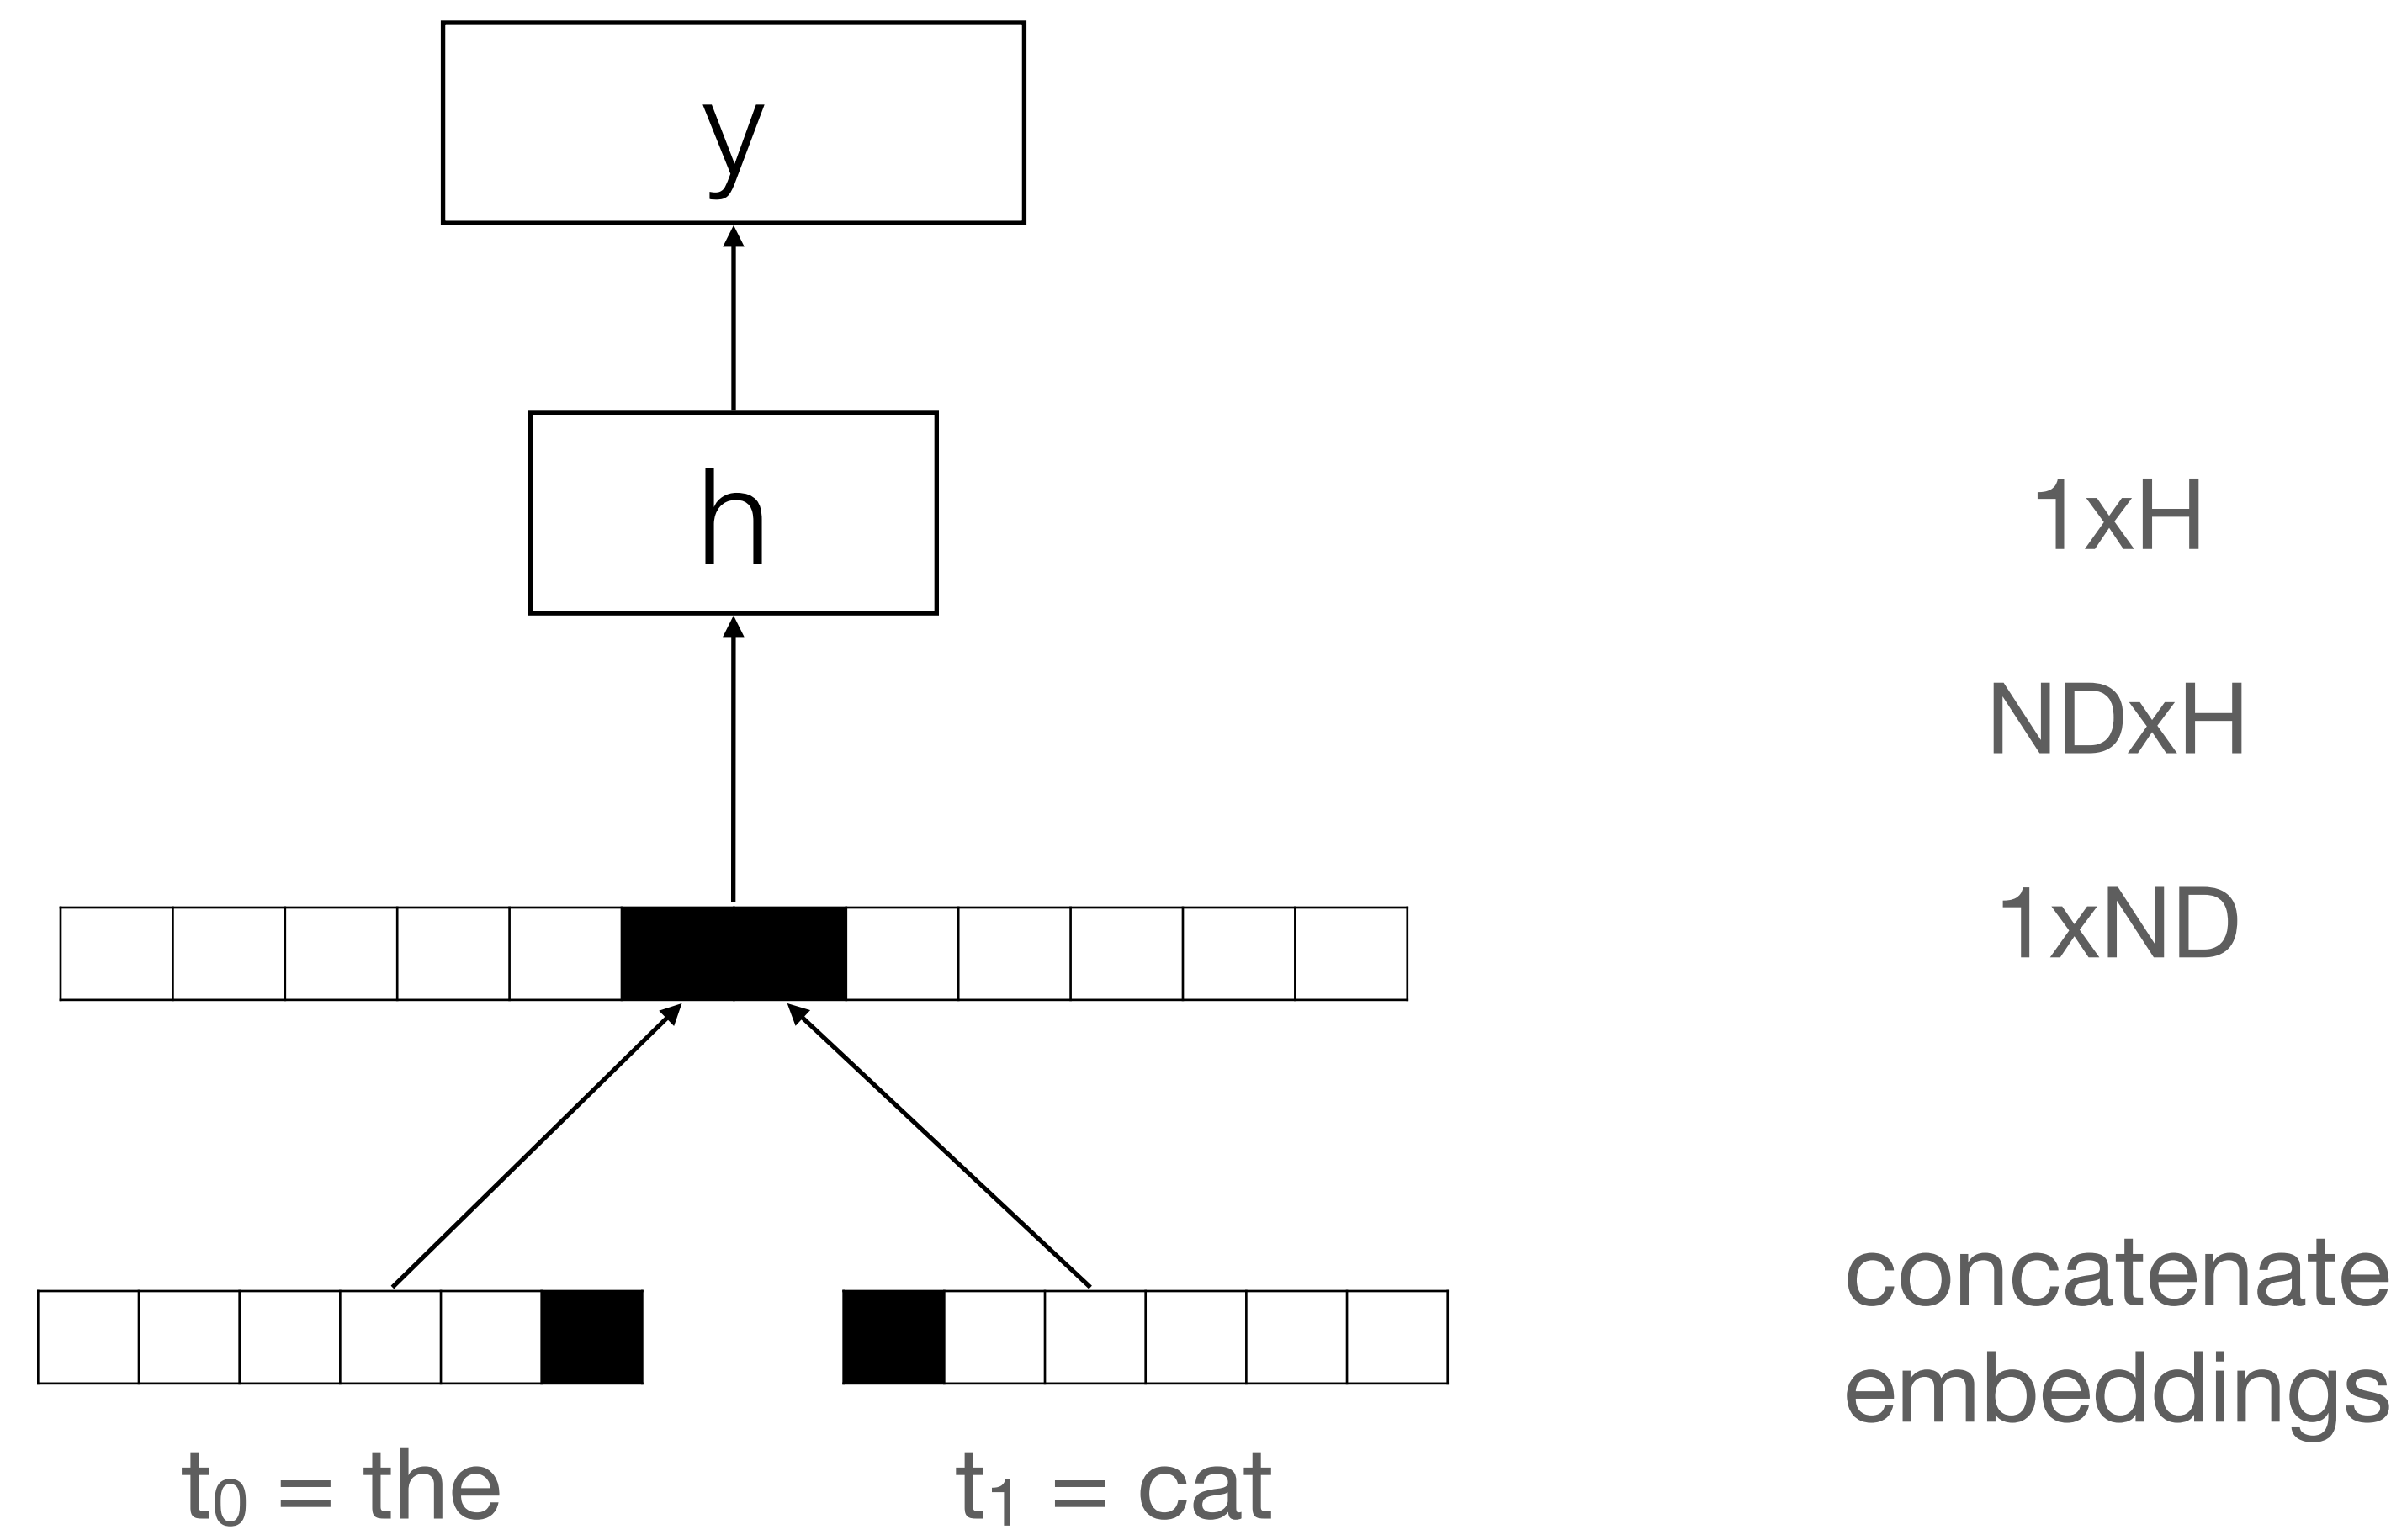 y
h
1xH
NDxH
1xND
concatenate
embeddings
t₀ = the
t₁ = cat